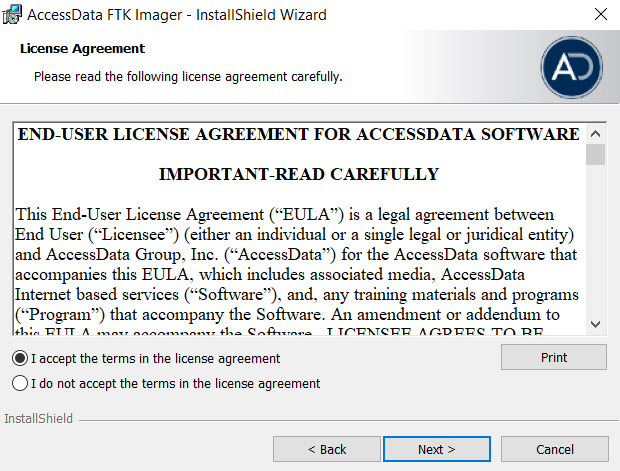 AccessData FTK Imager - InstallShield Wizard
License Agreement
Please read the following license agreement carefully.
AD
END-USER LICENSE AGREEMENT FOR ACCESSDATA SOFTWARE
IMPORTANT-READ CAREFULLY
This End-User License Agreement (“EULA”) is a legal agreement between
End User (“Licensee”) (either an individual or a single legal or juridical entity)
and AccessData Group, Inc. (“AccessData”) for the AccessData software that
accompanies this EULA, which includes associated media, AccessData
Internet based services (“Software”), and, any training materials and programs
(“Program”) that accompany the Software. An amendment or addendum to
this EULA may accompany the Software. LICENSEE AGREES TO BE
I accept the terms in the license agreement
Print
I do not accept the terms in the license agreement
InstallShield
< Back
Next >
Cancel